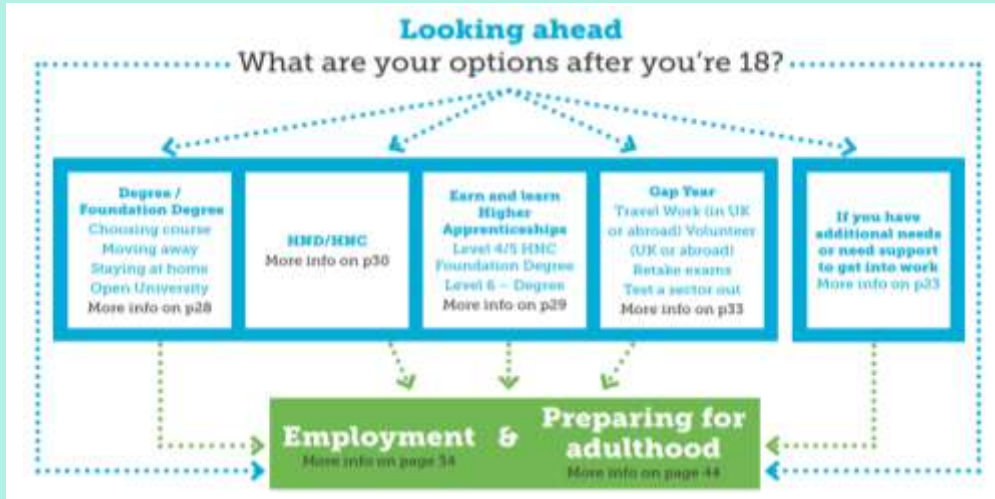 Looking ahead
What are your options after you're 18?
Degree /
Foundation Degree
Choosing course
Moving away
Staying at home
Open University
More info on p28
HND/HNC
More info on p30
Earn and learn
Higher
Apprenticeships
Level 4/5 HNC
Foundation Degree
Level 6 – Degree
More info on p29
Gap Year
Travel Work (in UK
or abroad) Volunteer
(UK or abroad)
Retake exams
Test a sector out
More info on p33
If you have
additional needs
or need support
to get into work
More info on p23
Employment &
More info on page 34
Preparing for
adulthood
More info on page 44